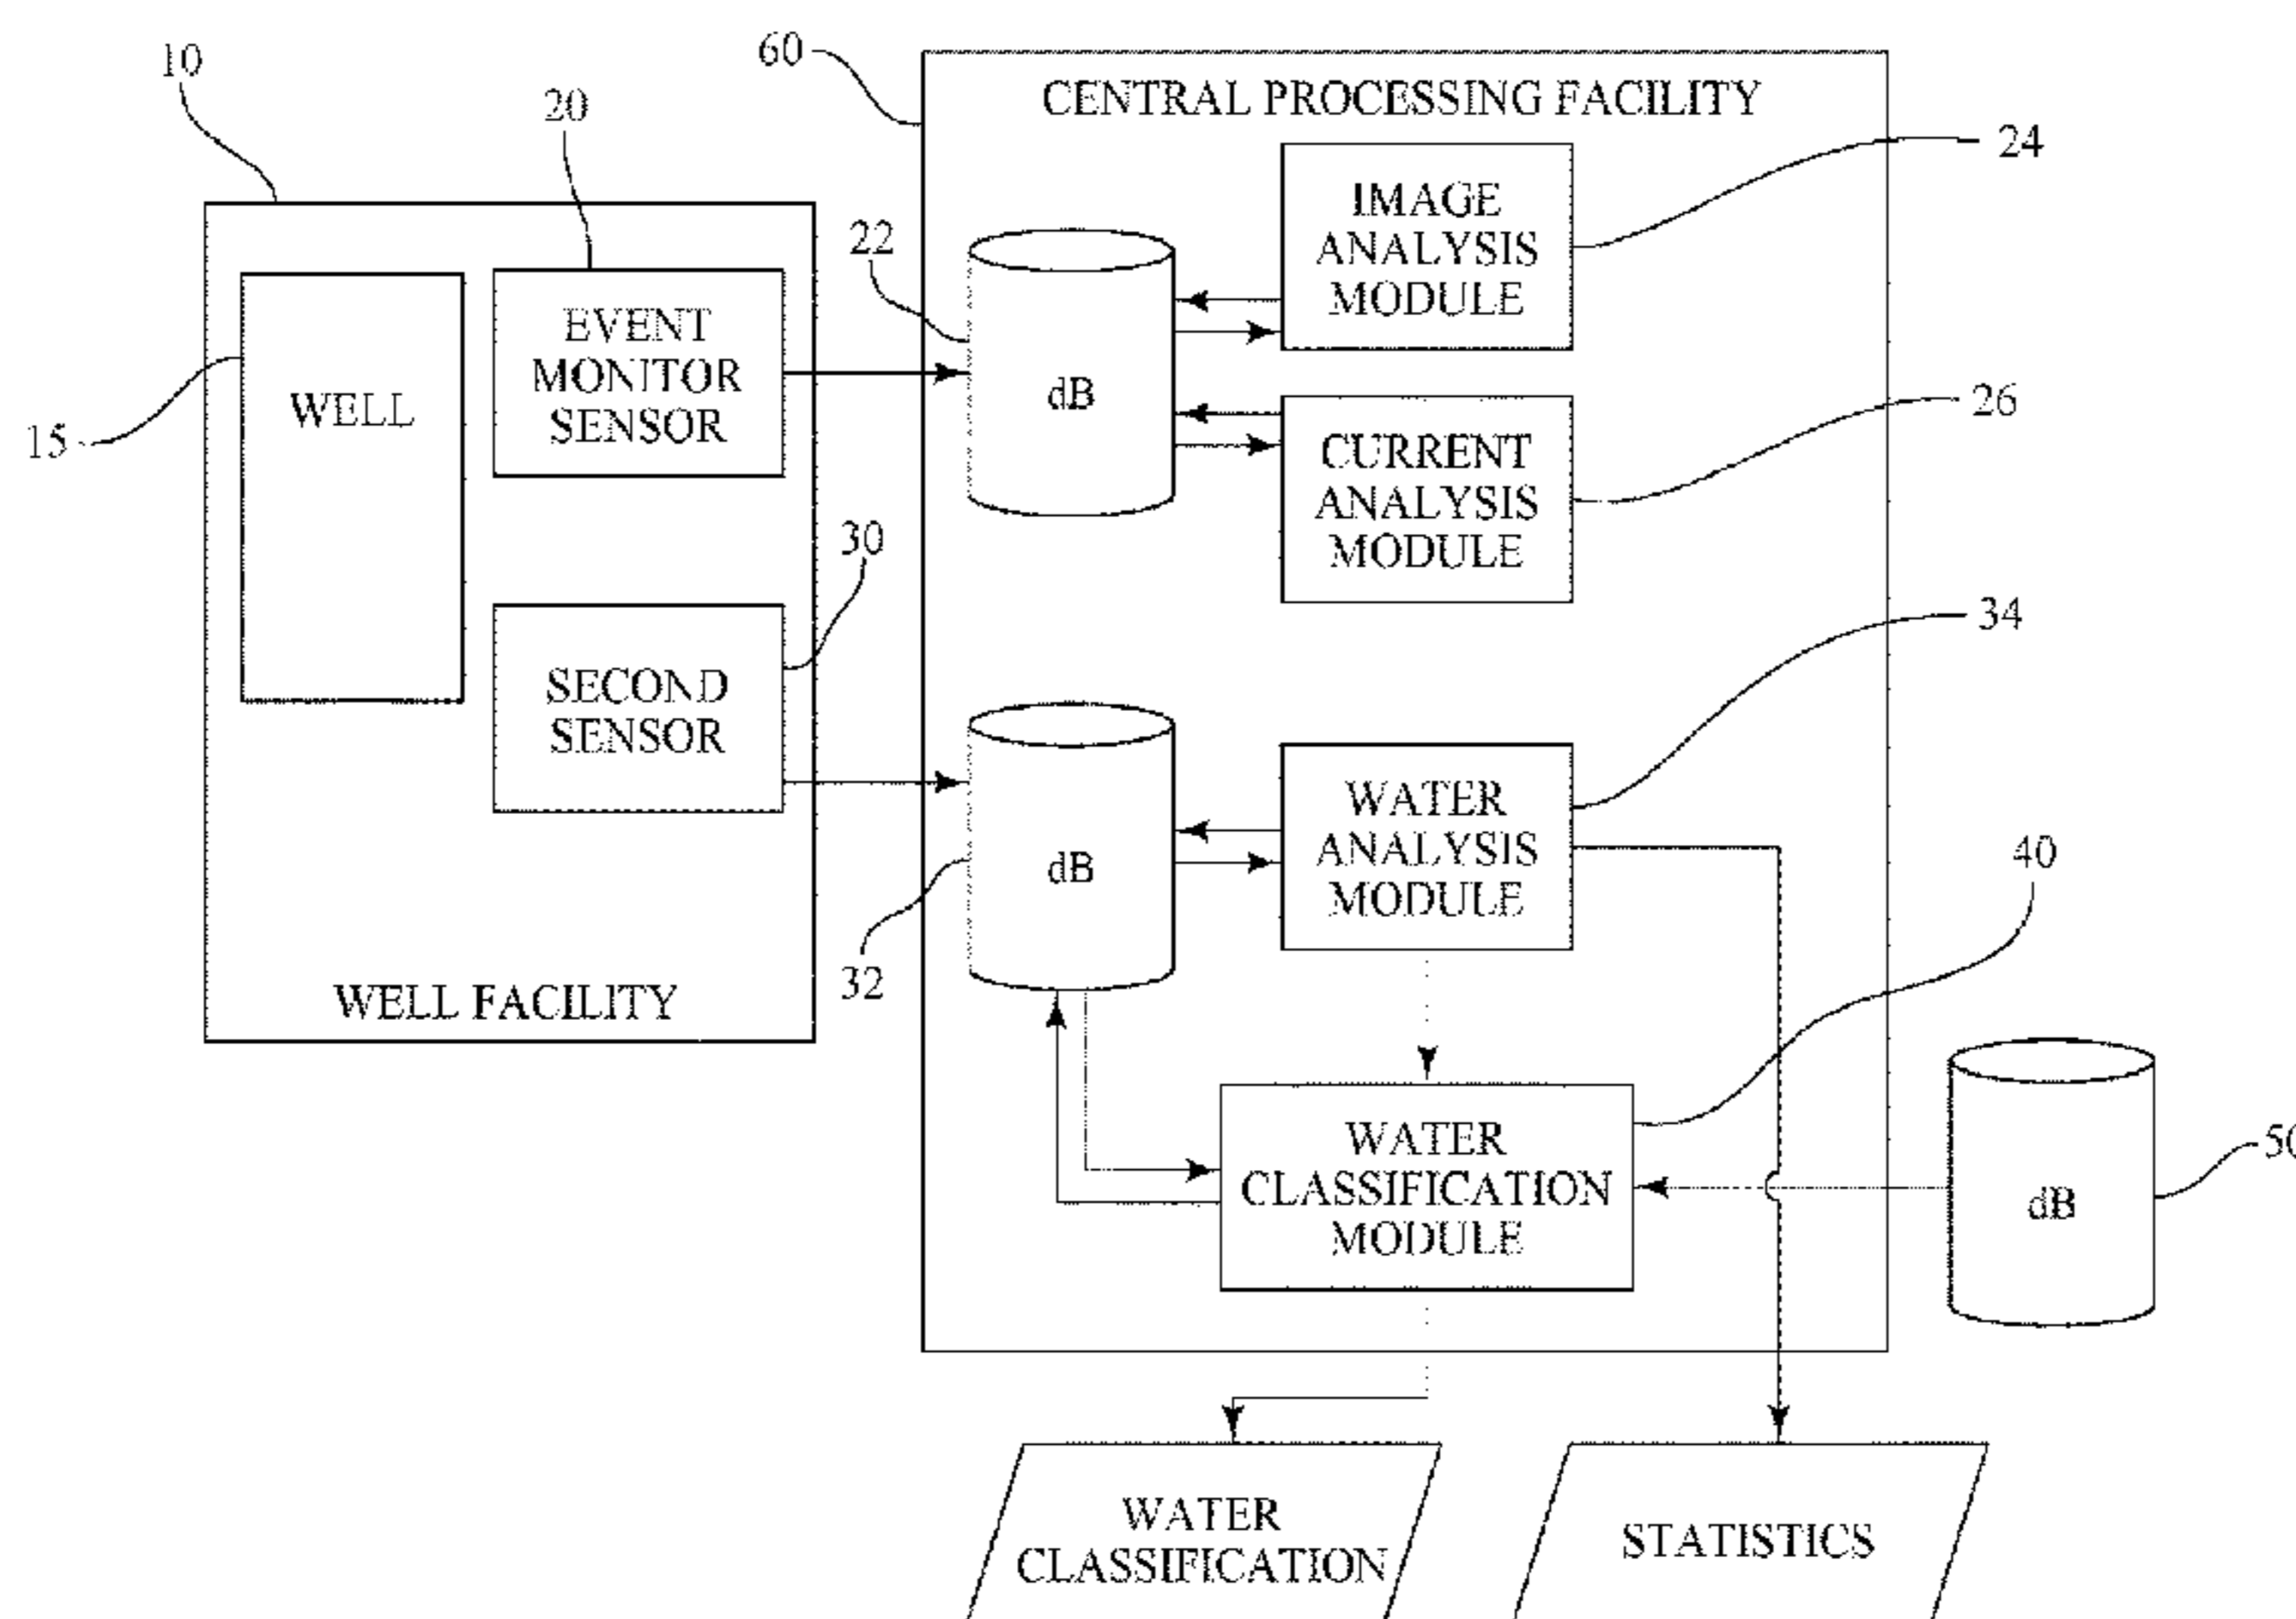 10
20
60
CENTRAL PROCESSING FACILITY
24
IMAGE
ANALYSIS
MODULE
22
EVENT
MONITOR
SENSOR
WELL
15
dB
26
CURRENT
ANALYSIS
MODULE
30
34
SECOND
SENSOR
WATER
ANALYSIS
MODULE
dB
40
32
WELL FACILITY
WATER
CLASSIFICATION
MODULE
dB
50
WATER
CLASSIFICATION
STATISTICS